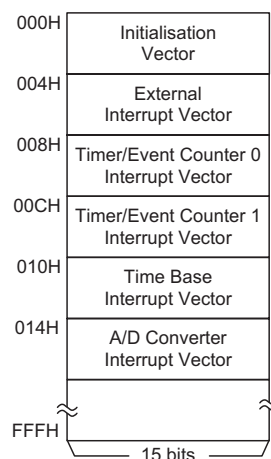 000H
Initialisation
Vector
004H
External
Interrupt Vector
008H
Timer/Event Counter 0
Interrupt Vector
00CH
Timer/Event Counter 1
Interrupt Vector
010H
Time Base
Interrupt Vector
014H
A/D Converter
Interrupt Vector
FFFH
15 bits